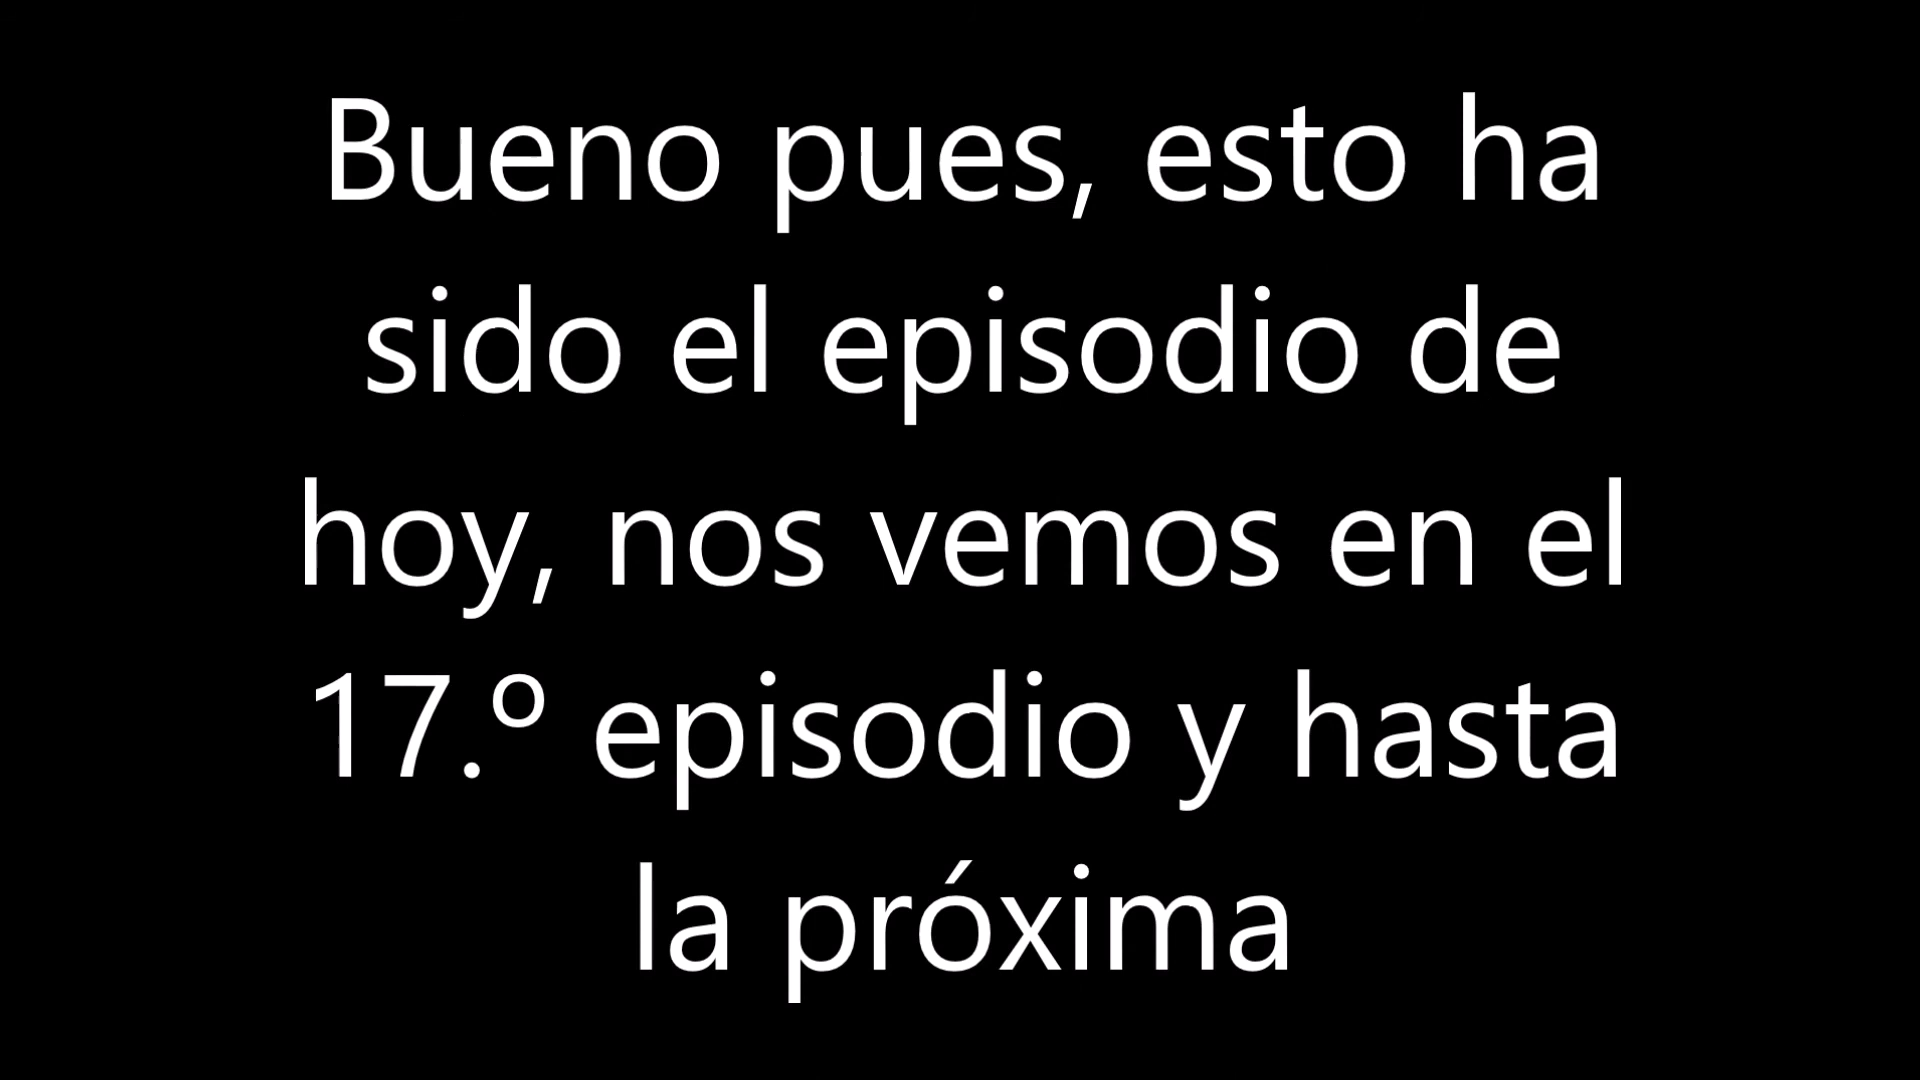 Bueno pues, esto ha
sido el episodio de
hoy, nos vemos en el
17.º episodio y hasta
la próxima